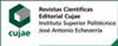 Revistas Científicas
Editorial Cujae
Instituto Superior Politécnico
José Antonio Echeverría
cujae